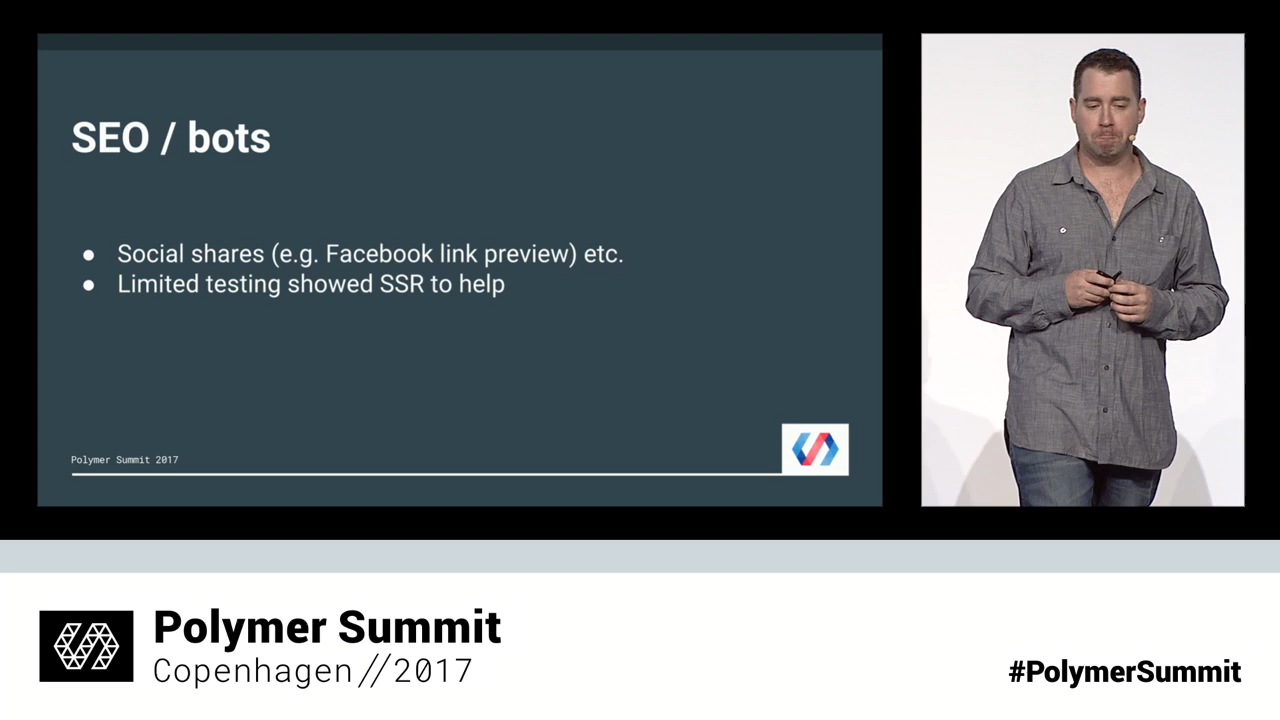 SEO / bots
● Social shares (e.g. Facebook link preview) etc.
● Limited testing showed SSR to help
Polymer Summit 2017
Polymer Summit
Copenhagen//2017
#PolymerSummit